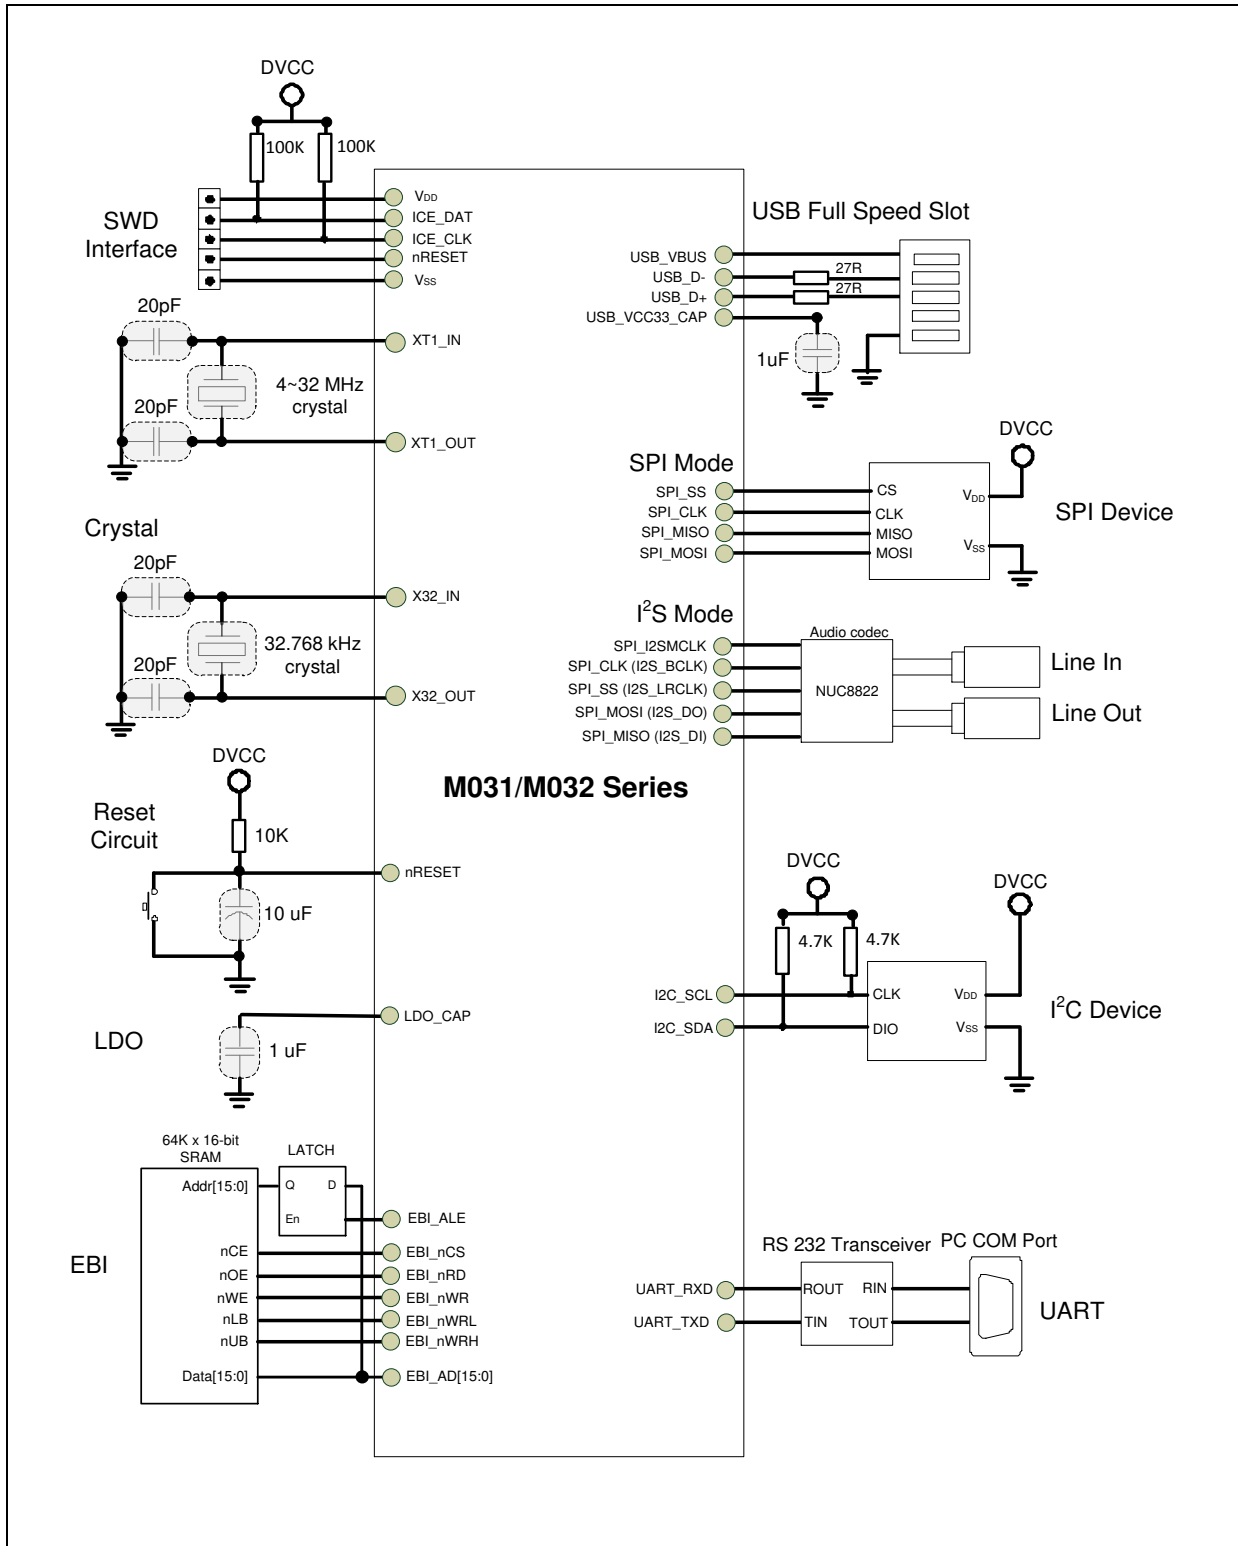 DVCC
100K 100K
SWD
Interface
VDD
ICE_DAT
ICE_CLK
nRESET
VSS
20pF
XT1_IN
4~32 MHz
crystal
20pF
XT1_OUT
Crystal
20pF
X32_IN
32.768 kHz
crystal
20pF
X32_OUT
DVCC
Reset
Circuit
10K
nRESET
10 uF
LDO_CAP
LDO
1 uF
64K x 16-bit
SRAM
LATCH
Addr[15:0]
Q D
En
EBI_ALE
EBI
nCE
EBI_nCS
nOE
EBI_nRD
nWE
EBI_nWR
nLB
EBI_nWRL
nUB
EBI_nWRH
Data[15:0]
EBI_AD[15:0]
M031/M032 Series
USB Full Speed Slot
USB_VBUS
USB_D-
27R
USB_D+
27R
USB_VCC33_CAP
1uF
DVCC
SPI Mode
SPI_SS
CS
SPI_CLK
CLK
SPI_MISO
MISO
SPI_MOSI
MOSI
VDD
VSS
SPI Device
I2S Mode
Audio codec
SPI_I2SMCLK
SPI_CLK (I2S_BCLK)
SPI_SS (I2S_LRCLK)
SPI_MOSI (I2S_DO)
SPI_MISO (I2S_DI)
NUC8822
Line In
Line Out
DVCC
DVCC
4.7K 4.7K
I2C_SCL
CLK
I2C_SDA
DIO
VDD
VSS
I2C Device
RS 232 Transceiver
PC COM Port
UART_RXD
ROUT RIN
UART_TXD
TIN TOUT
UART